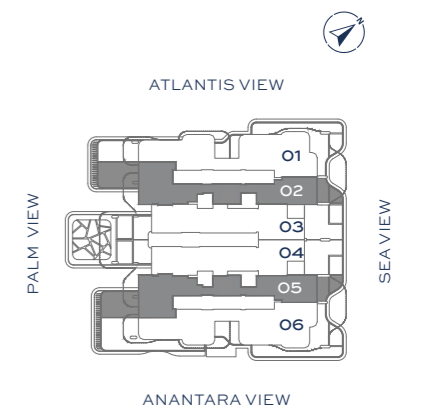 N
ATLANTIS VIEW
01
02
PALM VIEW
03
SEA VIEW
04
05
06
ANANTARA VIEW